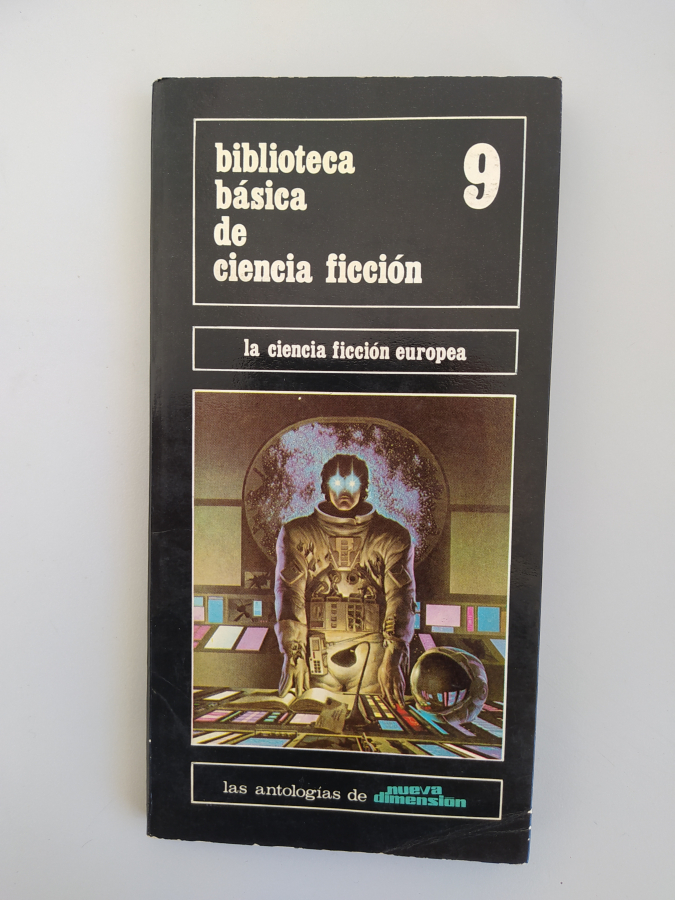 biblioteca
básica
de
ciencia ficción
9
la ciencia ficción europea
las antologías de nueva dimensión